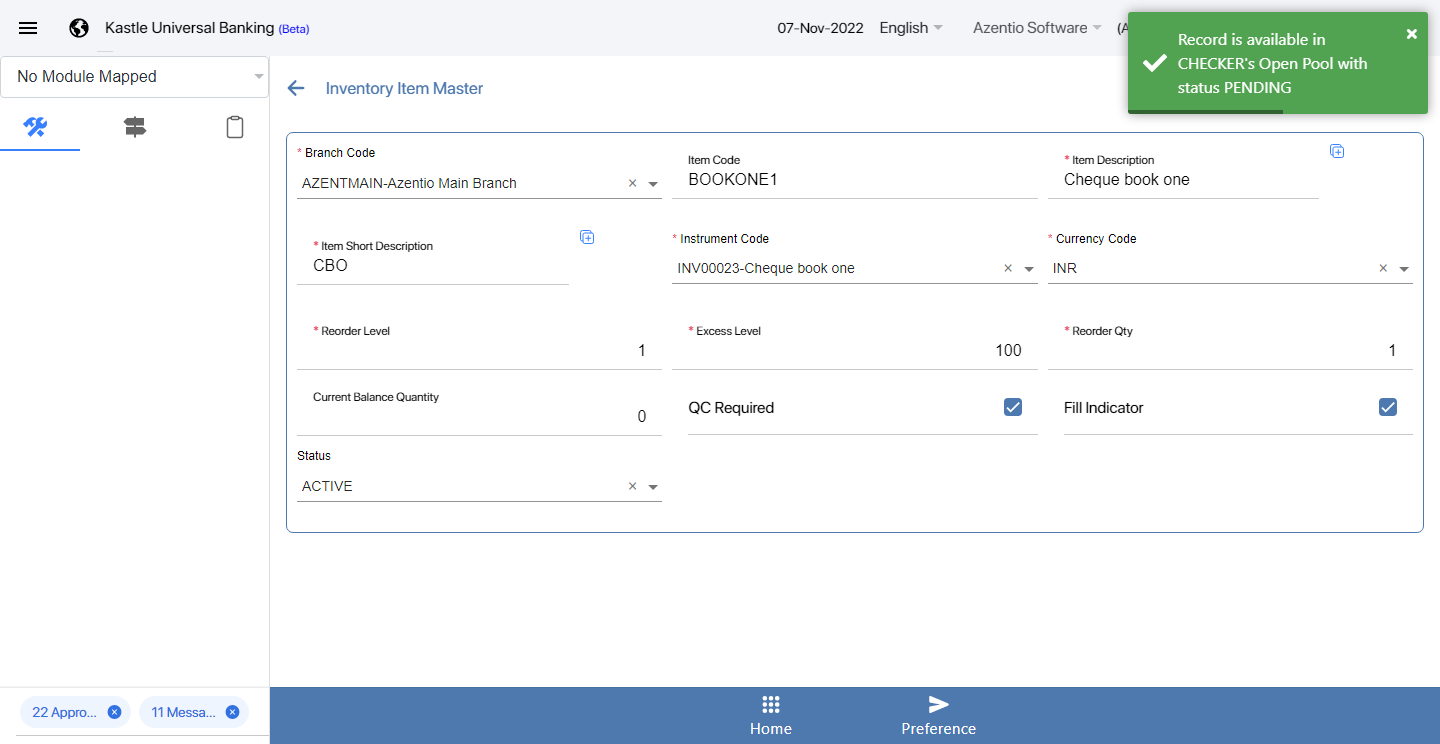 Kastle Universal Banking (Beta)
07-Nov-2022
English
Azentio Software
Record is available in
CHECKER's Open Pool with
status PENDING
No Module Mapped
Inventory Item Master
* Branch Code
AZENTMAIN-Azentio Main Branch
Item Code
BOOKONE1
* Item Description
Cheque book one
* Item Short Description
CBO
* Instrument Code
INV00023-Cheque book one
* Currency Code
INR
* Reorder Level
1
* Excess Level
100
* Reorder Qty
1
Current Balance Quantity
0
QC Required
Fill Indicator
Status
ACTIVE
22 Appro...
11 Messa...
Home
Preference